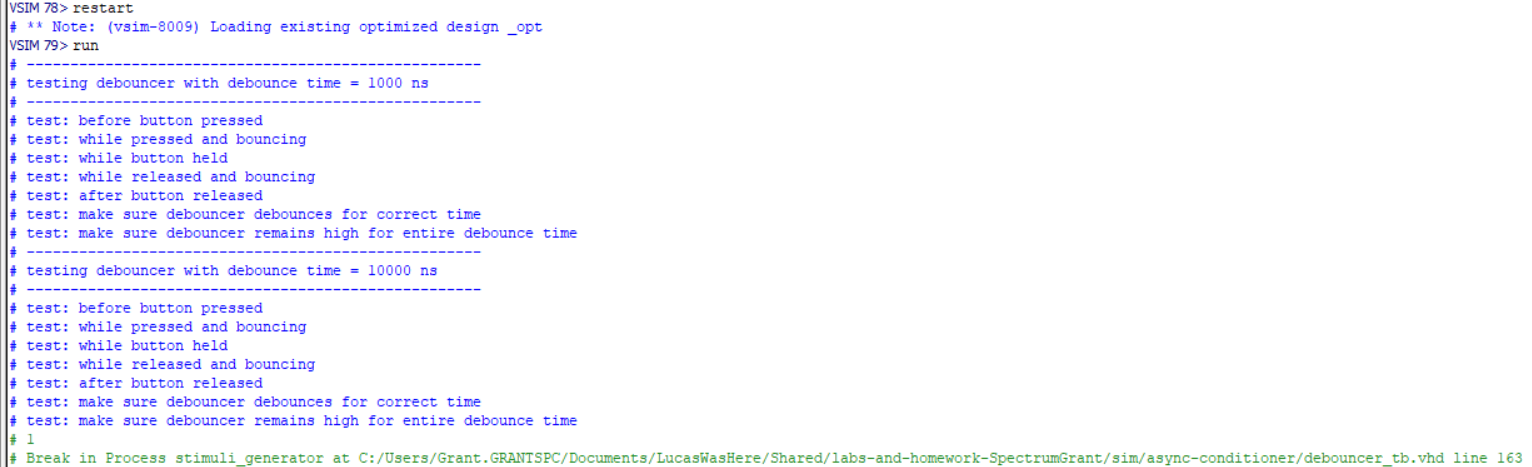 VSIM 78> restart
# ** Note: (vsim-8009) Loading existing optimized design _opt
VSIM 79> run
# ----------------------------------------------------
# testing debouncer with debounce time = 1000 ns
# ----------------------------------------------------
# test: before button pressed
# test: while pressed and bouncing
# test: while button held
# test: while released and bouncing
# test: after button released
# test: make sure debouncer debounces for correct time
# test: make sure debouncer remains high for entire debounce time
# ----------------------------------------------------
# testing debouncer with debounce time = 10000 ns
# ----------------------------------------------------
# test: before button pressed
# test: while pressed and bouncing
# test: while button held
# test: while released and bouncing
# test: after button released
# test: make sure debouncer debounces for correct time
# test: make sure debouncer remains high for entire debounce time
# 1
# Break in Process stimuli_generator at C:/Users/Grant.GRANTSPC/Documents/LucasWasHere/Shared/labs-and-homework-SpectrumGrant/sim/async-conditioner/debouncer_tb.vhd line 163